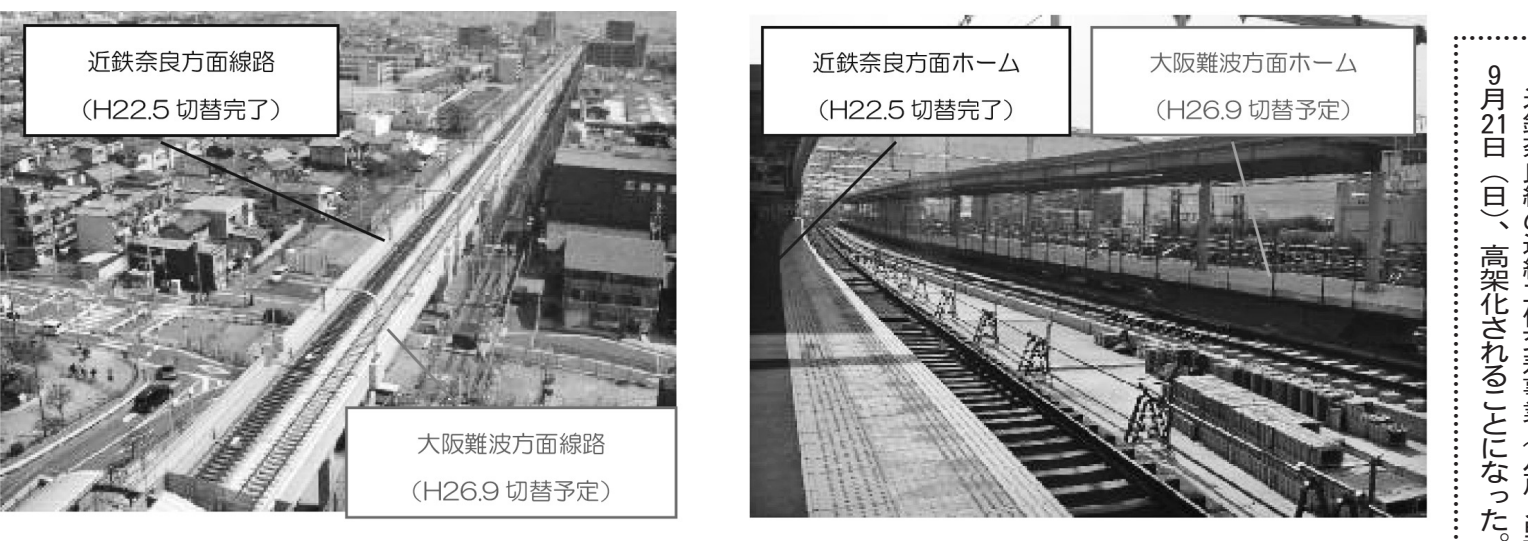 近鉄奈良方面線路
（H22.5 切替完了）
大阪難波方面線路
（H26.9 切替予定）
近鉄奈良方面ホーム
（H22.5 切替完了）
大阪難波方面ホーム
（H26.9 切替予定）
9月21日（日）、高架化されることになった。